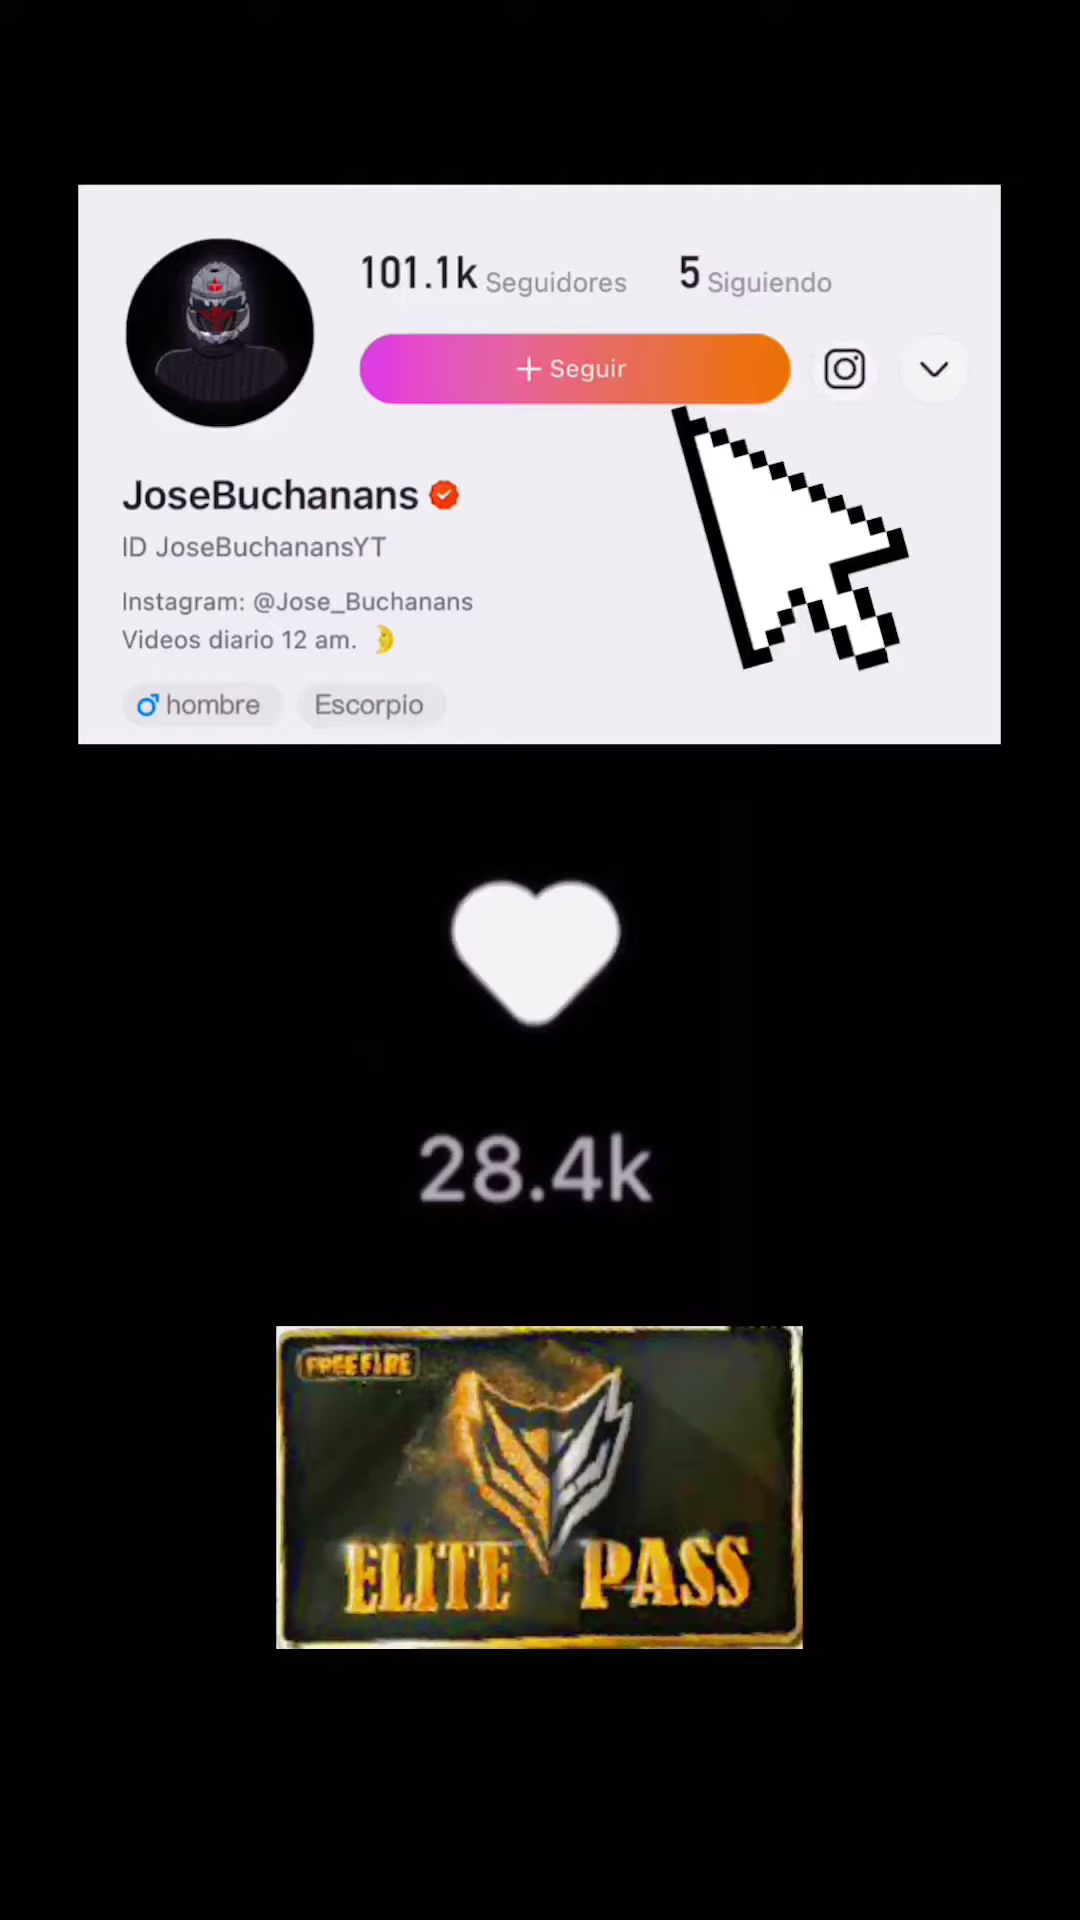 101.1k Seguidores 5 Siguiendo
+ Seguir
JoseBuchanans
ID JoseBuchanansYT
Instagram: @Jose_Buchanans
Videos diario 12 am. 🌛
♂ hombre Escorpio
28.4k
FREE FIRE
ELITE PASS